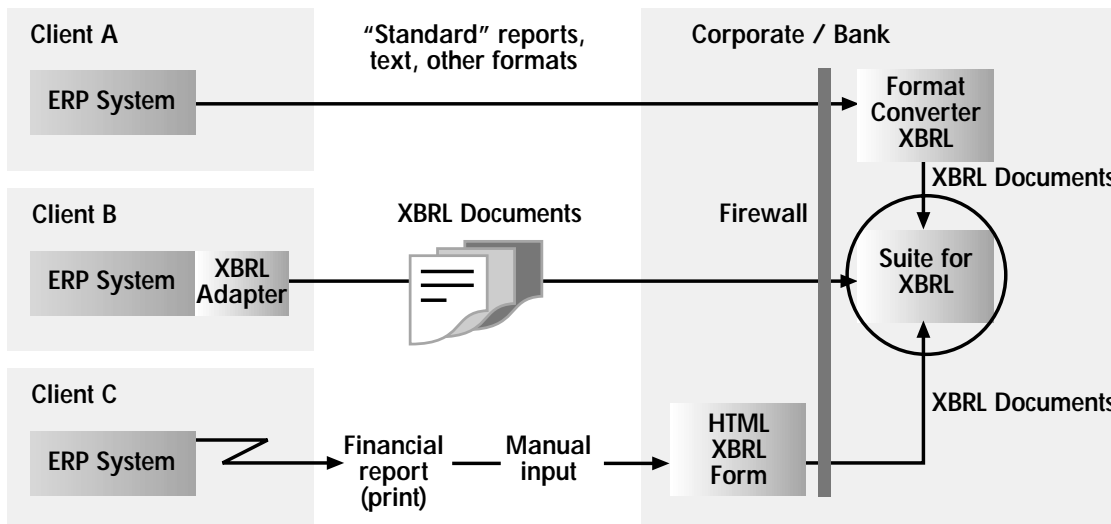 Client A
"Standard" reports,
text, other formats
Corporate / Bank
ERP System
Format
Converter
XBRL
XBRL Documents
Client B
XBRL Documents
Firewall
ERP System
XBRL
Adapter
Suite for
XBRL
Client C
XBRL Documents
ERP System
Financial
report
(print)
Manual
input
HTML
XBRL
Form